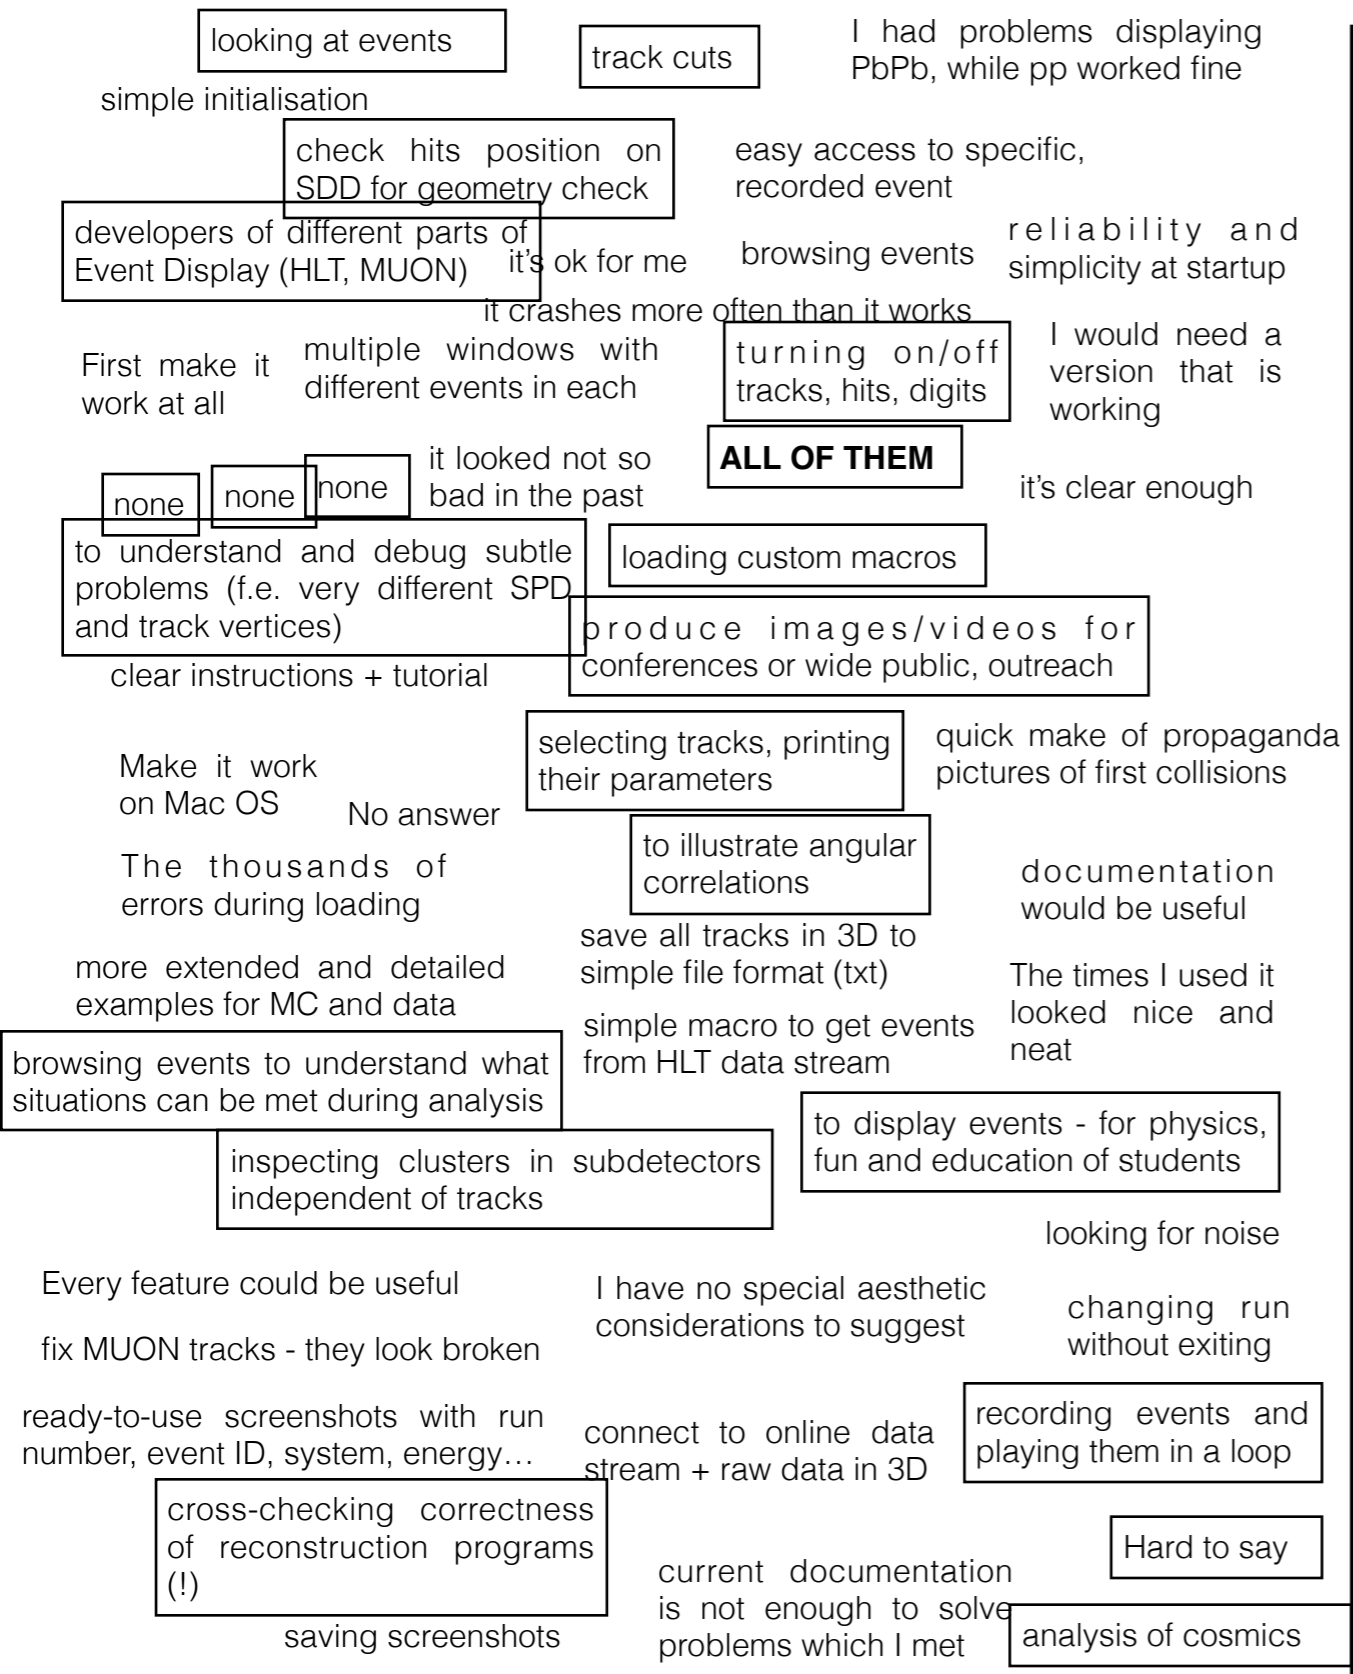 looking at events
track cuts
I had problems displaying
PbPb, while pp worked fine
simple initialisation
check hits position on
SDD for geometry check
easy access to specific,
recorded event
developers of different parts of
Event Display (HLT, MUON)
it's ok for me
browsing events
reliability and
simplicity at startup
it crashes more often than it works
First make it
work at all
multiple windows with
different events in each
turning on/off
tracks, hits, digits
I would need a
version that is
working
ALL OF THEM
it looked not so
bad in the past
none
none
none
it's clear enough
to understand and debug subtle
problems (f.e. very different SPD
and track vertices)
loading custom macros
produce images/videos for
conferences or wide public, outreach
clear instructions + tutorial
selecting tracks, printing
their parameters
quick make of propaganda
pictures of first collisions
Make it work
on Mac OS
No answer
to illustrate angular
correlations
The thousands of
errors during loading
documentation
would be useful
save all tracks in 3D to
simple file format (txt)
more extended and detailed
examples for MC and data
The times I used it
looked nice and
neat
simple macro to get events
from HLT data stream
browsing events to understand what
situations can be met during analysis
to display events - for physics,
fun and education of students
inspecting clusters in subdetectors
independent of tracks
looking for noise
Every feature could be useful
I have no special aesthetic
considerations to suggest
changing run
without exiting
fix MUON tracks - they look broken
ready-to-use screenshots with run
number, event ID, system, energy…
connect to online data
stream + raw data in 3D
recording events and
playing them in a loop
cross-checking correctness
of reconstruction programs
(!)
Hard to say
current documentation
is not enough to solve
problems which I met
saving screenshots
analysis of cosmics